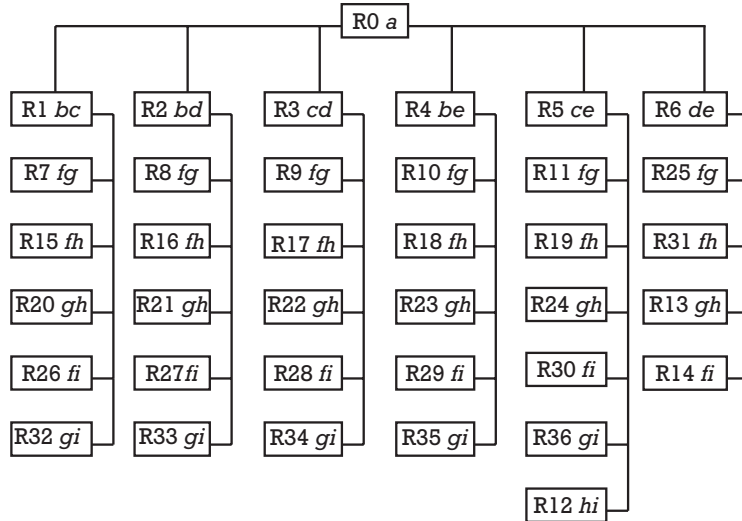 R0 a
R1 bc R2 bd R3 cd R4 be R5 ce R6 de
R7 fg R8 fg R9 fg R10 fg R11 fg R25 fg
R15 fh R16 fh R17 fh R18 fh R19 fh R31 fh
R20 gh R21 gh R22 gh R23 gh R24 gh R13 gh
R26 fi R27fi R28 fi R29 fi R30 fi R14 fi
R32 gi R33 gi R34 gi R35 gi R36 gi
R12 hi